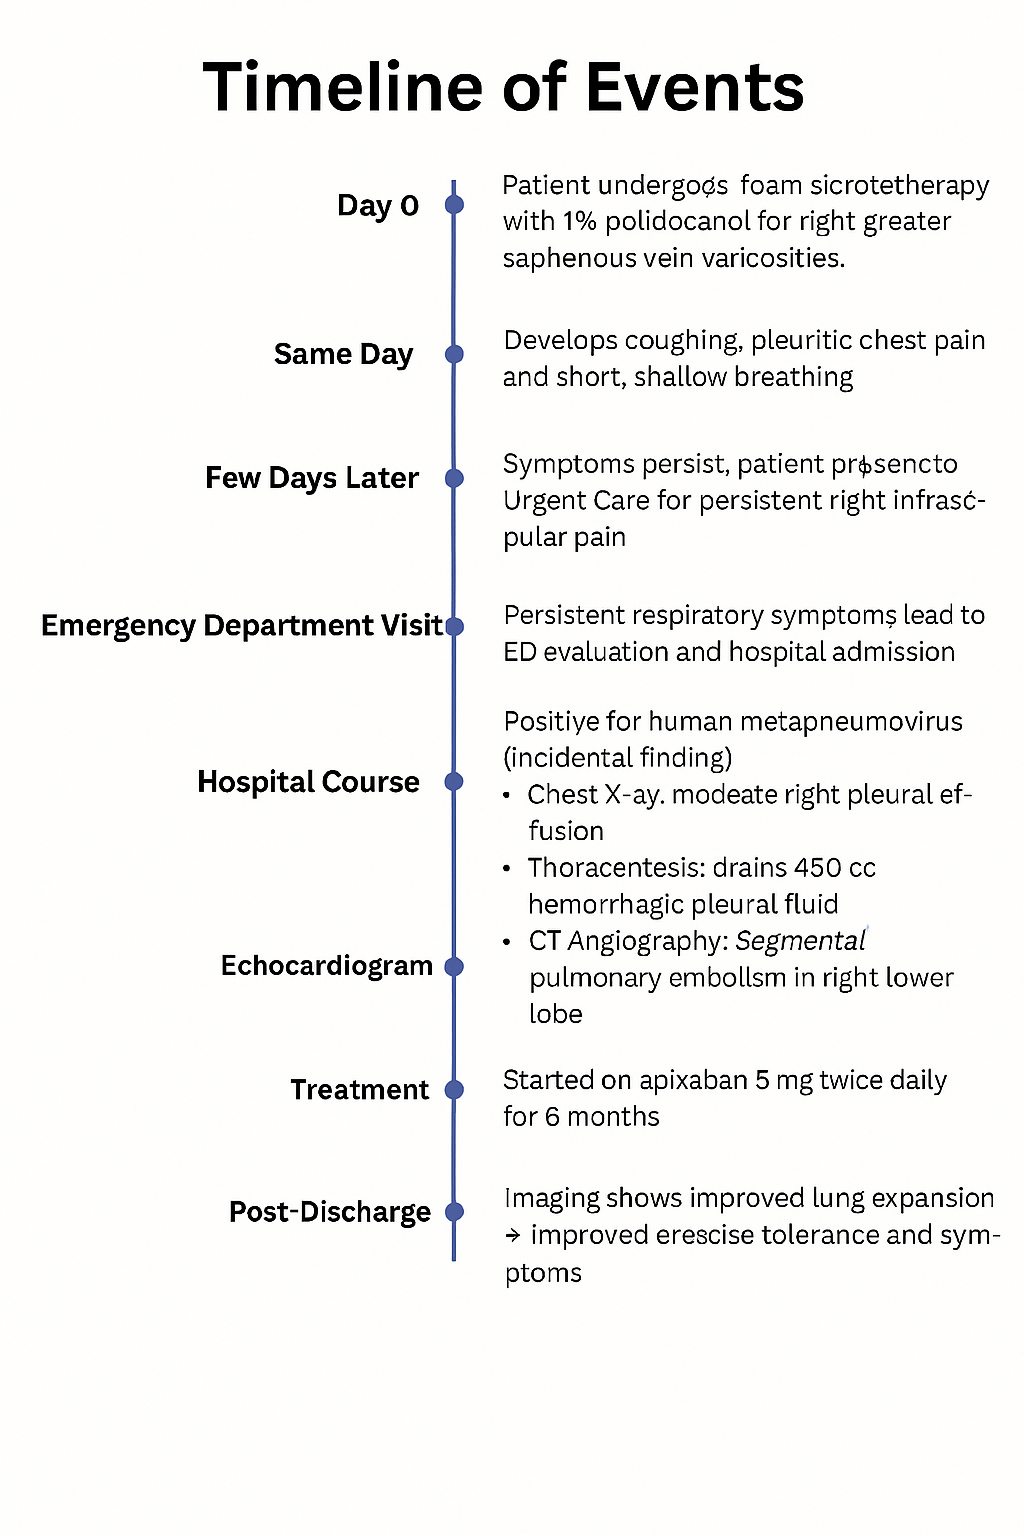 Timeline of Events
Day 0
Patient undergoes foam sicrotetherapy
with 1% polidocanol for right greater
saphenous vein varicosities.
Same Day
Develops coughing, pleuritic chest pain
and short, shallow breathing
Few Days Later
Symptoms persist, patient
Urgent Care for persistent right infrasc-
pular pain
Emergency Department Visit
Persistent respiratory symptoms lead to
ED evaluation and hospital admission
Hospital Course
Positiye for human metapneumovirus
(incidental finding)
• Chest X-ay. modeate right pleural ef-
fusion
• Thoracentesis: drains 450 cc
hemorrhagic pleural fluid
Echocardiogram
• CT Angiography: Segmental
pulmonary embollsm in right lower
lobe
Treatment
Started on apixaban 5 mg twice daily
for 6 months
Post-Discharge
Imaging shows improved lung expansion
→ improved erescise tolerance and sym-
ptoms